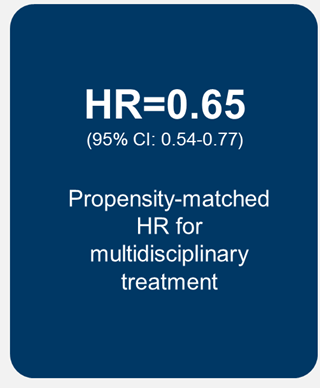 HR=0.65
(95% CI: 0.54-0.77)
Propensity-matched
HR for
multidisciplinary
treatment